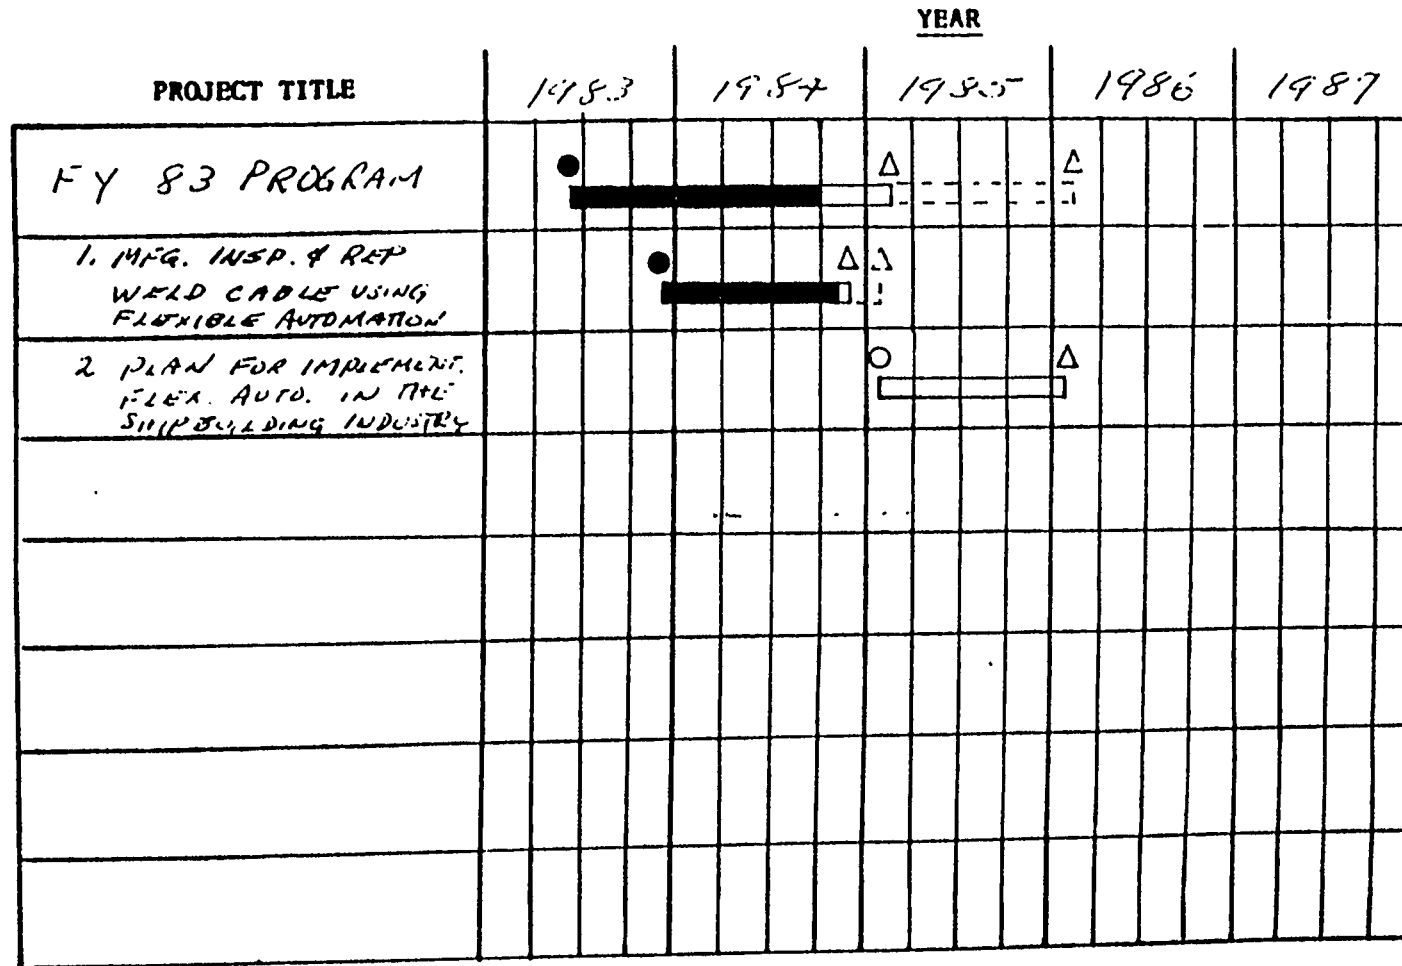 YEAR
PROJECT TITLE 1983 1984 1985 1986 1987
FY 83 PROGRAM
1. MFG. INSP. & REP
WELD CABLE USING
FLEXIBLE AUTOMATION
2 PLAN FOR IMPLEMENT.
FLEX. AUTO. IN THE
SHIPBUILDING INDUSTRY